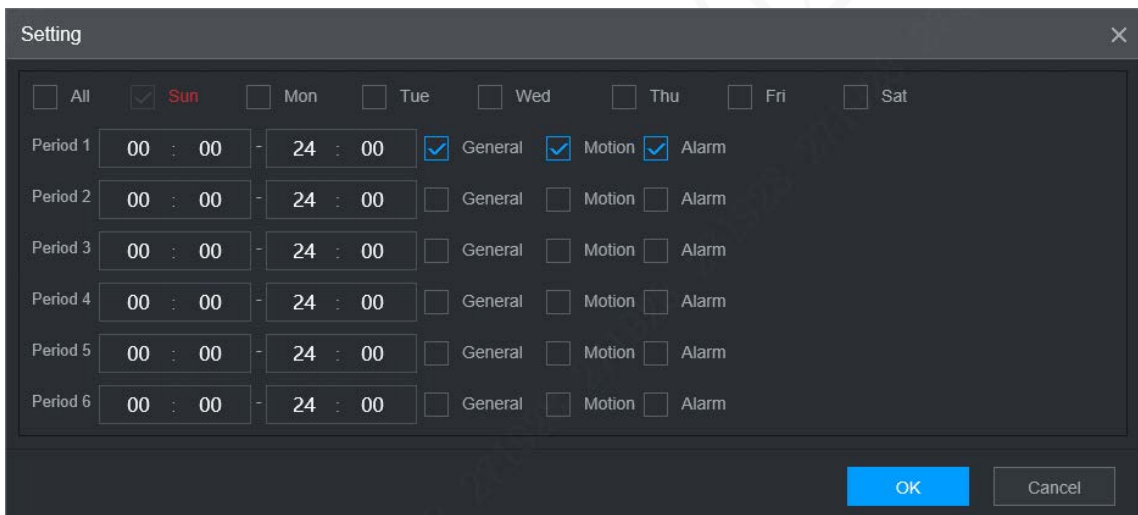 Setting
All Sun Mon Tue Wed Thu Fri Sat
Period 1 00 : 00 - 24 : 00 General Motion Alarm
Period 2 00 : 00 - 24 : 00 General Motion Alarm
Period 3 00 : 00 - 24 : 00 General Motion Alarm
Period 4 00 : 00 - 24 : 00 General Motion Alarm
Period 5 00 : 00 - 24 : 00 General Motion Alarm
Period 6 00 : 00 - 24 : 00 General Motion Alarm
OK Cancel